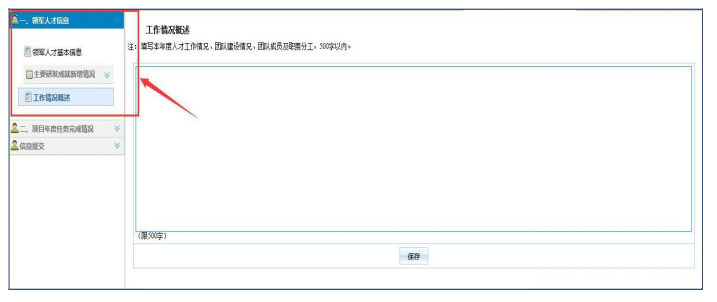 一、领军人才信息
领军人才基本信息
主要研发成就新增情况
工作情况概述
二、项目年度任务完成情况
信息提交
工作情况概述
注：填写本年度人才工作情况、团队建设情况、团队成员及职责分工，500字以内。
（限500字）
保存